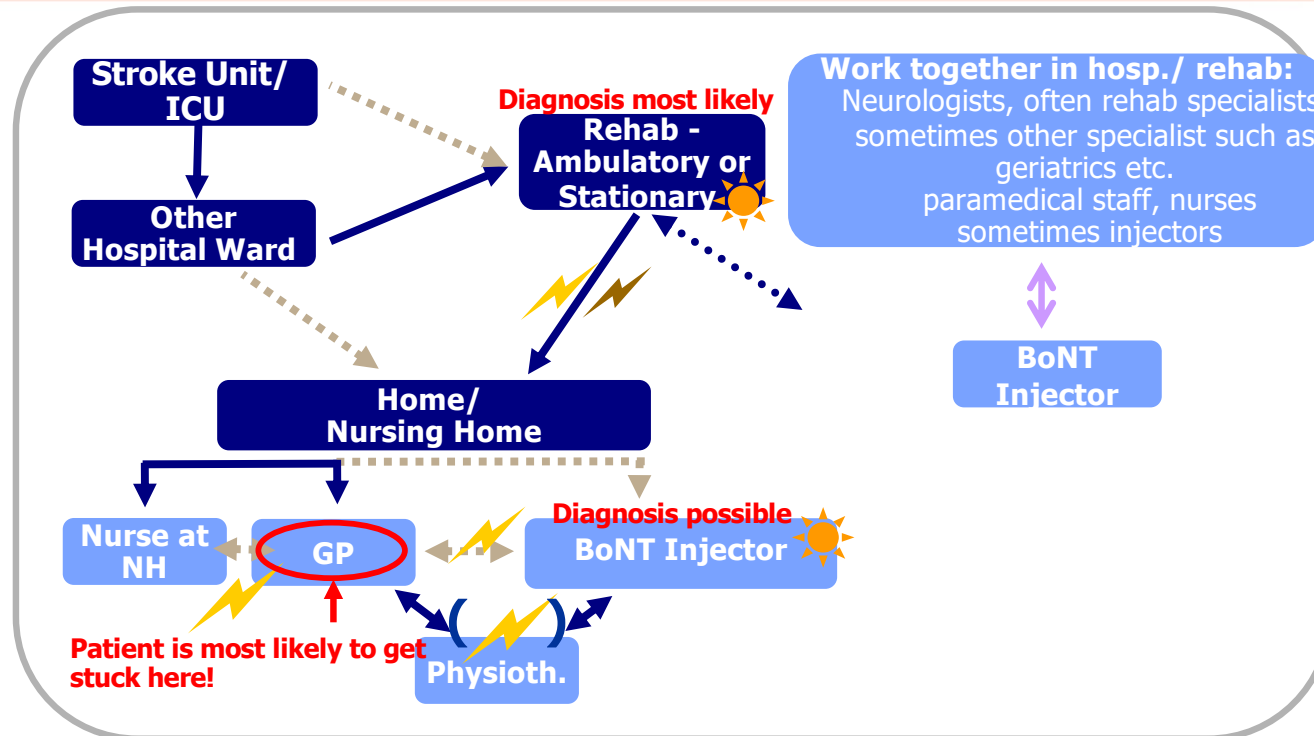 Stroke Unit/
ICU
Diagnosis most likely
Rehab -
Ambulatory or
Stationary
Work together in hosp./ rehab:
Neurologists, often rehab specialists
sometimes other specialist such as
geriatrics etc.
paramedical staff, nurses
sometimes injectors
Other
Hospital Ward
BoNT
Injector
Home/
Nursing Home
Nurse at
NH
GP
Diagnosis possible
BoNT Injector
( )
Patient is most likely to get
stuck here!
Physioth.